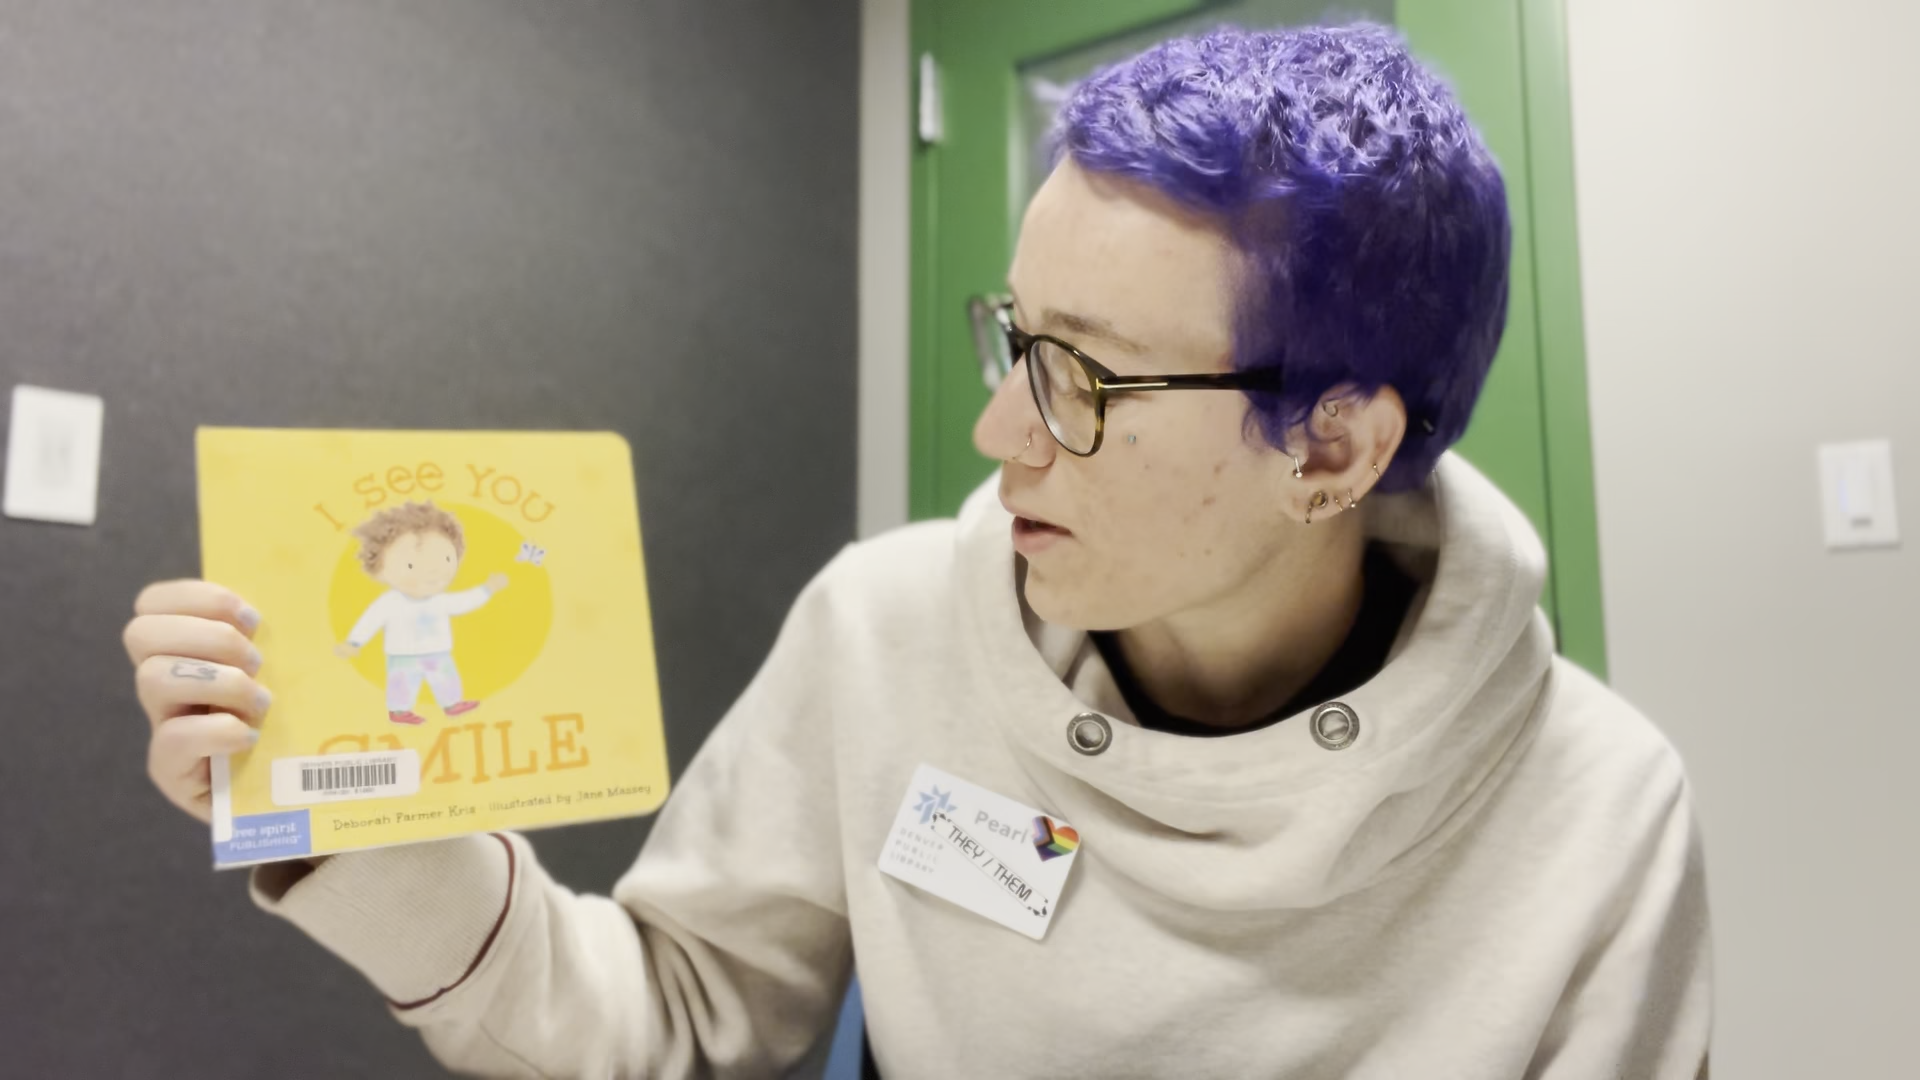 I See YOU
SMILE
DENVER PUBLIC LIBRARY
Deborah Farmer Kris · illustrated by Jane Massey
free spirit
PUBLISHING®
Pearl
DENVER
PUBLIC
LIBRARY
THEY / THEM